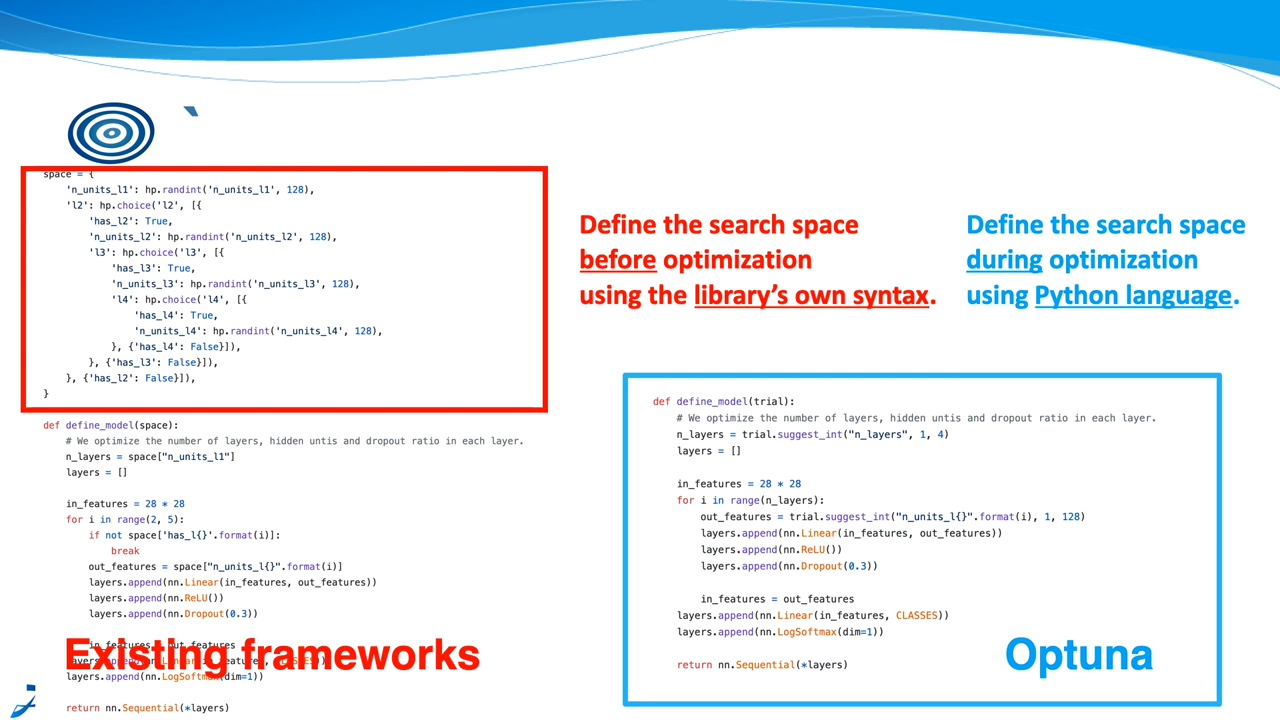 `
space = {
    'n_units_l1': hp.randint('n_units_l1', 128),
    'l2': hp.choice('l2', [{
        'has_l2': True,
        'n_units_l2': hp.randint('n_units_l2', 128),
        'l3': hp.choice('l3', [{
            'has_l3': True,
            'n_units_l3': hp.randint('n_units_l3', 128),
            'l4': hp.choice('l4', [{
                'has_l4': True,
                'n_units_l4': hp.randint('n_units_l4', 128),
            }, {'has_l4': False}]),
        }, {'has_l3': False}]),
    }, {'has_l2': False}]),
}
def define_model(space):
    # We optimize the number of layers, hidden untis and dropout ratio in each layer.
    n_layers = space["n_units_l1"]
    layers = []
    in_features = 28 * 28
    for i in range(2, 5):
        if not space['has_l{}'.format(i)]:
            break
        out_features = space["n_units_l{}".format(i)]
        layers.append(nn.Linear(in_features, out_features))
        layers.append(nn.ReLU())
        layers.append(nn.Dropout(0.3))
        in_features = out_features
    layers.append(nn.Linear(in_features, CLASSES))
    layers.append(nn.LogSoftmax(dim=1))
    return nn.Sequential(*layers)
Existing frameworks
Define the search space
before optimization
using the library’s own syntax.
Define the search space
during optimization
using Python language.
def define_model(trial):
    # We optimize the number of layers, hidden untis and dropout ratio in each layer.
    n_layers = trial.suggest_int("n_layers", 1, 4)
    layers = []
    in_features = 28 * 28
    for i in range(n_layers):
        out_features = trial.suggest_int("n_units_l{}".format(i), 1, 128)
        layers.append(nn.Linear(in_features, out_features))
        layers.append(nn.ReLU())
        layers.append(nn.Dropout(0.3))
        in_features = out_features
    layers.append(nn.Linear(in_features, CLASSES))
    layers.append(nn.LogSoftmax(dim=1))
    return nn.Sequential(*layers)
Optuna